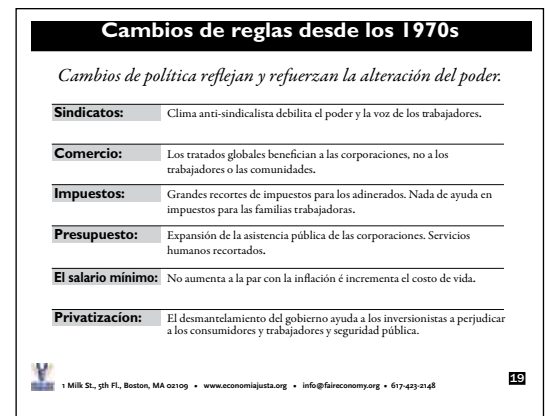 Cambios de reglas desde los 1970s
Cambios de política reflejan y refuerzan la alteración del poder.
Sindicatos: Clima anti-sindicalista debilita el poder y la voz de los trabajadores.
Comercio: Los tratados globales benefician a las corporaciones, no a los
trabajadores o las comunidades.
Impuestos: Grandes recortes de impuestos para los adinerados. Nada de ayuda en
impuestos para las familias trabajadoras.
Presupuesto: Expansión de la asistencia pública de las corporaciones. Servicios
humanos recortados.
El salario mínimo: No aumenta a la par con la inflación é incrementa el costo de vida.
Privatizacíon: El desmantelamiento del gobierno ayuda a los inversionistas a perjudicar
a los consumidores y trabajadores y seguridad pública.
1 Milk St., 5th Fl., Boston, MA 02109 • www.economiajusta.org • info@faireconomy.org • 617-423-2148
19